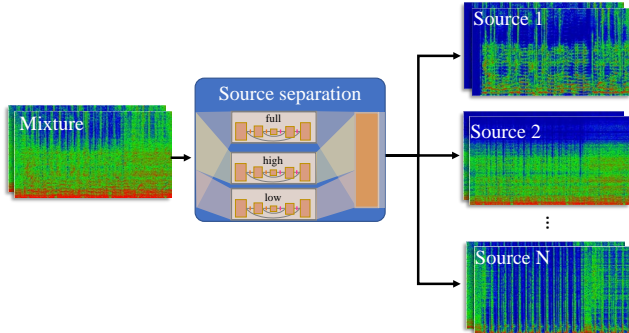 Mixture
Source separation
full
high
low
Source 1
Source 2
Source N